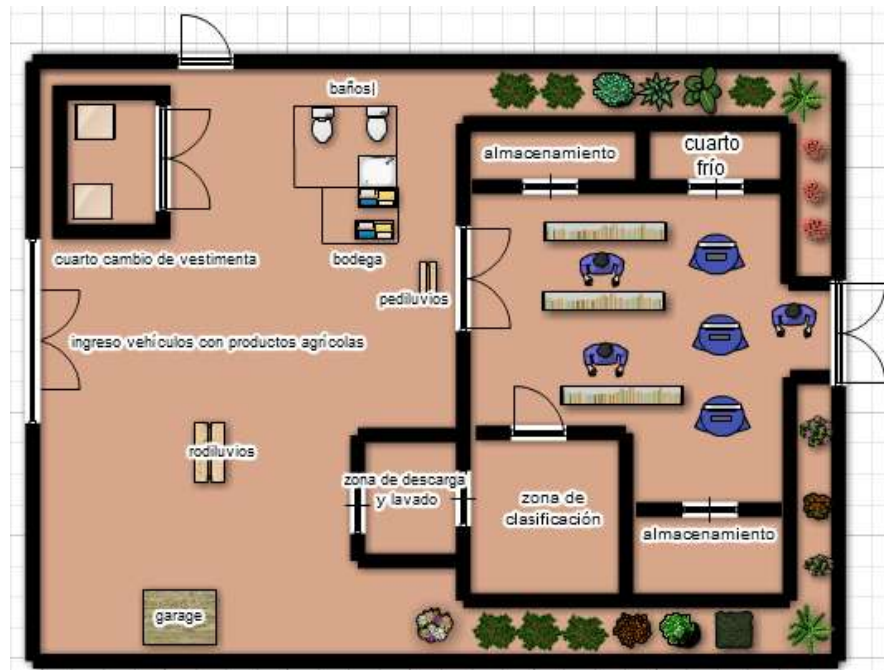 baños|
almacenamiento
cuarto
frío
cuarto cambio de vestimenta
bodega
pediluvios
ingreso vehículos con productos agrícolas
rodiluvios
zona de descarga
y lavado
zona de
clasificación
almacenamiento
garage